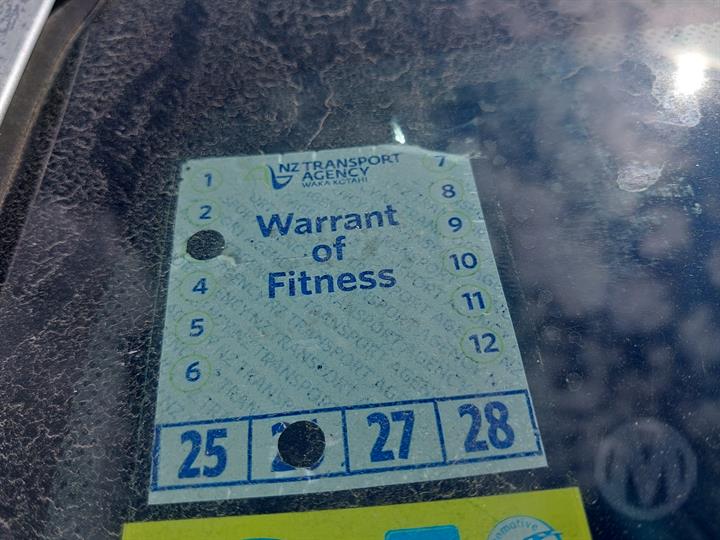 NZ TRANSPORT
AGENCY
WAKA KOTAHI
Warrant
of
Fitness
1
2
4
5
6
7
8
9
10
11
12
25 27 28